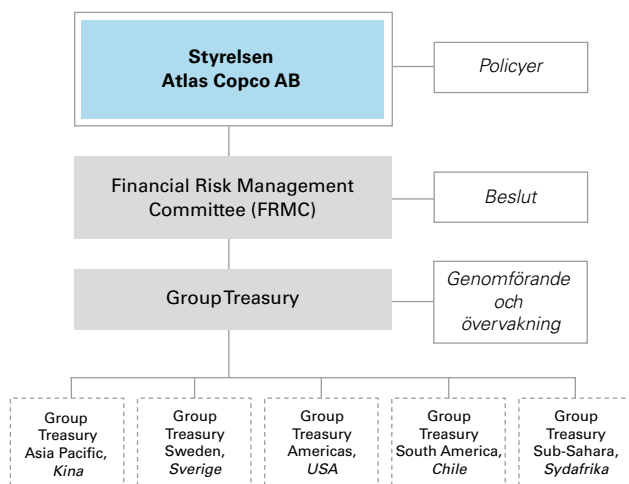 Styrelsen
Atlas Copco AB
Policyer
Financial Risk Management
Committee (FRMC)
Beslut
Group Treasury
Genomförande
och
övervakning
Group
Treasury
Asia Pacific,
Kina
Group
Treasury
Sweden,
Sverige
Group
Treasury
Americas,
USA
Group
Treasury
South America,
Chile
Group
Treasury
Sub-Sahara,
Sydafrika